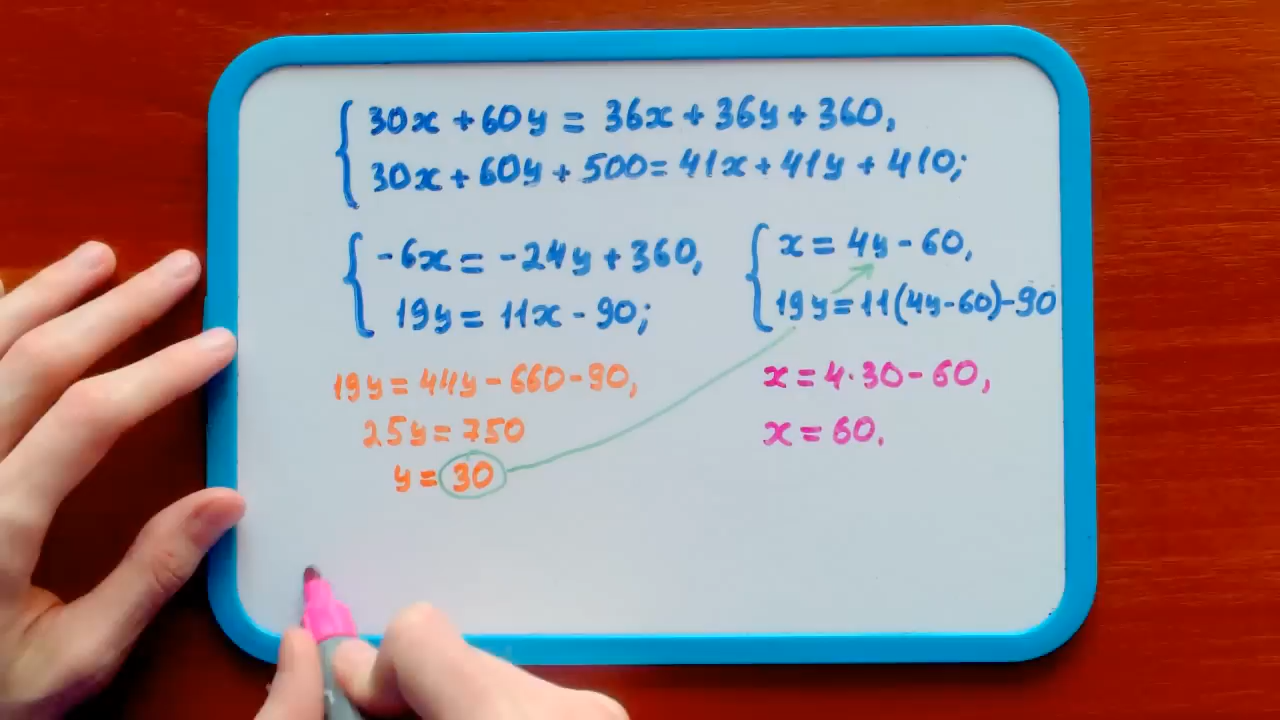 30x + 60y = 36x + 36y + 360,
30x + 60y + 500 = 41x + 41y + 410;
-6x = -24y + 360,
19y = 11x - 90;
x = 4y - 60,
19y = 11(4y - 60) - 90
19y = 44y - 660 - 90,
25y = 750
y = 30
x = 4·30 - 60,
x = 60.